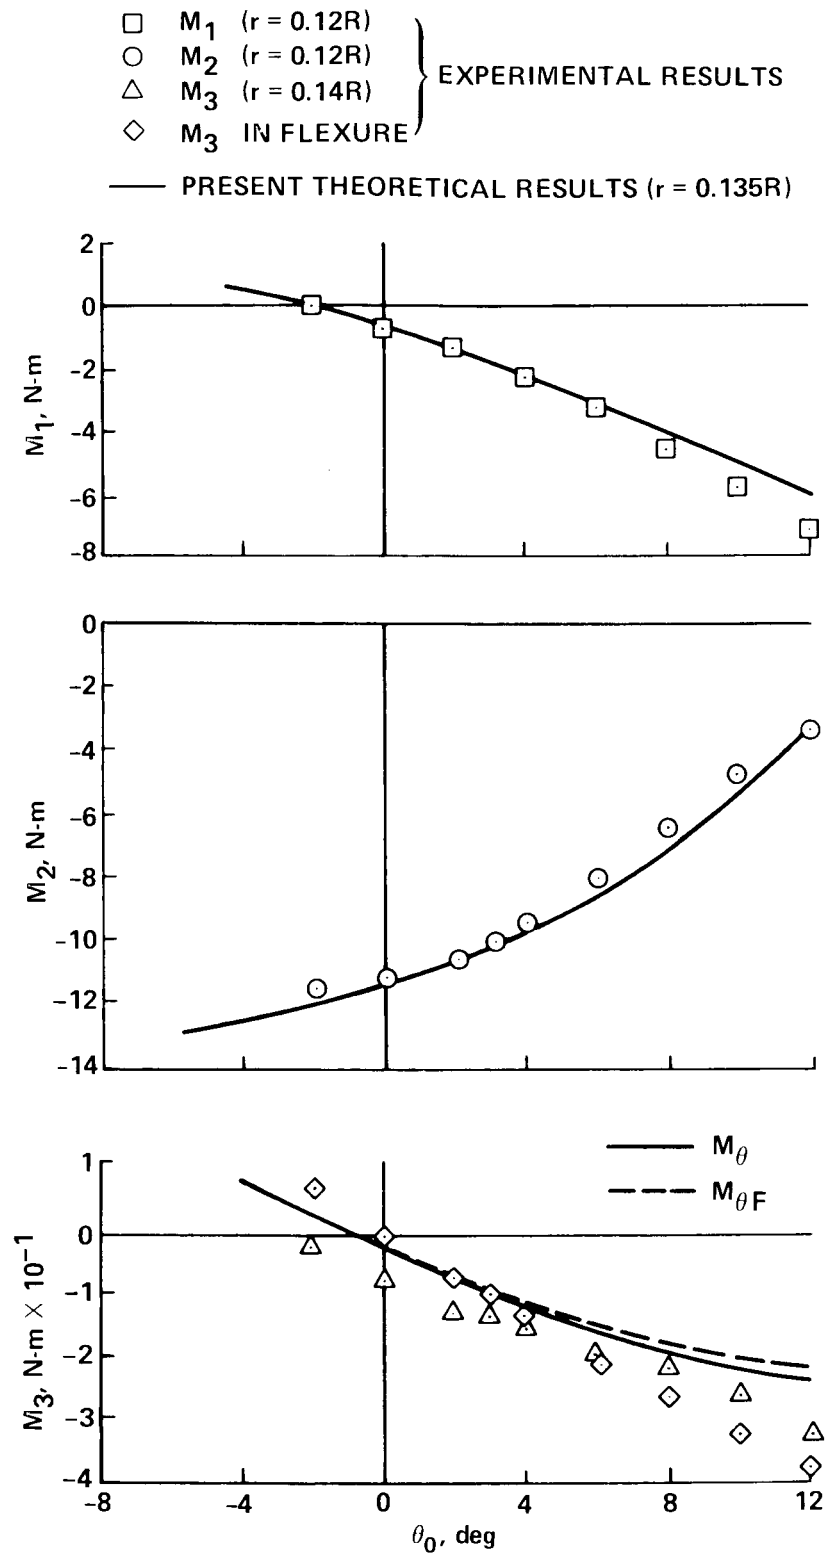 M1 (r = 0.12R)
M2 (r = 0.12R)
M3 (r = 0.14R)
M3 IN FLEXURE
EXPERIMENTAL RESULTS
PRESENT THEORETICAL RESULTS (r = 0.135R)
2
0
-2
-4
-6
-8
M1, N-m
0
-2
-4
-6
-8
-10
-12
-14
M2, N-m
Mθ
MθF
1
0
-1
-2
-3
-4
M3, N-m × 10⁻¹
-8 -4 0 4 8 12
θ0, deg